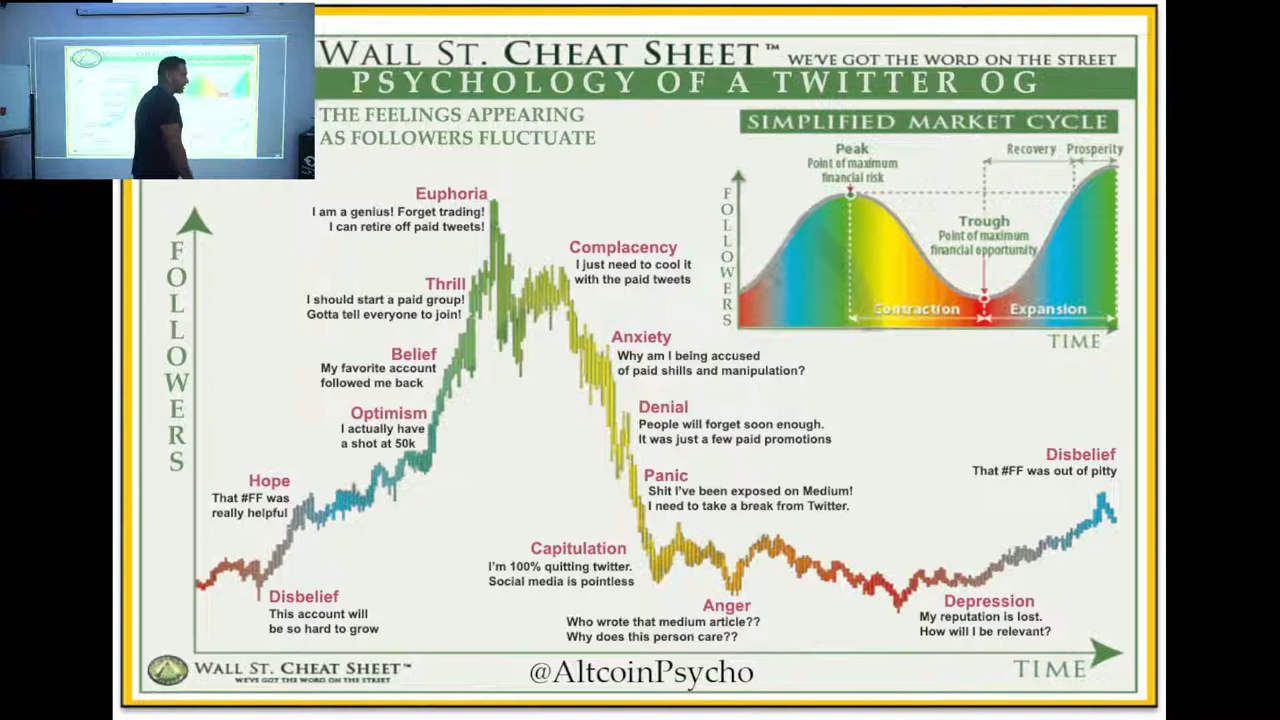 WALL ST. CHEAT SHEET™ WE'VE GOT THE WORD ON THE STREET
PSYCHOLOGY OF A TWITTER OG
THE FEELINGS APPEARING
AS FOLLOWERS FLUCTUATE
SIMPLIFIED MARKET CYCLE
Peak
Point of maximum
financial risk
Recovery
Prosperity
Trough
Point of maximum
financial opportunity
Contraction
Expansion
FOLLOWERS
TIME
FOLLOWERS
Euphoria
I am a genius! Forget trading!
I can retire off paid tweets!
Complacency
I just need to cool it
with the paid tweets
Thrill
I should start a paid group!
Gotta tell everyone to join!
Anxiety
Why am I being accused
of paid shills and manipulation?
Belief
My favorite account
followed me back
Denial
People will forget soon enough.
It was just a few paid promotions
Optimism
I actually have
a shot at 50k
Disbelief
That #FF was out of pitty
Panic
Shit I've been exposed on Medium!
I need to take a break from Twitter.
Hope
That #FF was
really helpful
Capitulation
I'm 100% quitting twitter.
Social media is pointless
Disbelief
This account will
be so hard to grow
Anger
Who wrote that medium article??
Why does this person care??
Depression
My reputation is lost.
How will I be relevant?
WALL ST. CHEAT SHEET™
WE'VE GOT THE WORD ON THE STREET
@AltcoinPsycho
TIME